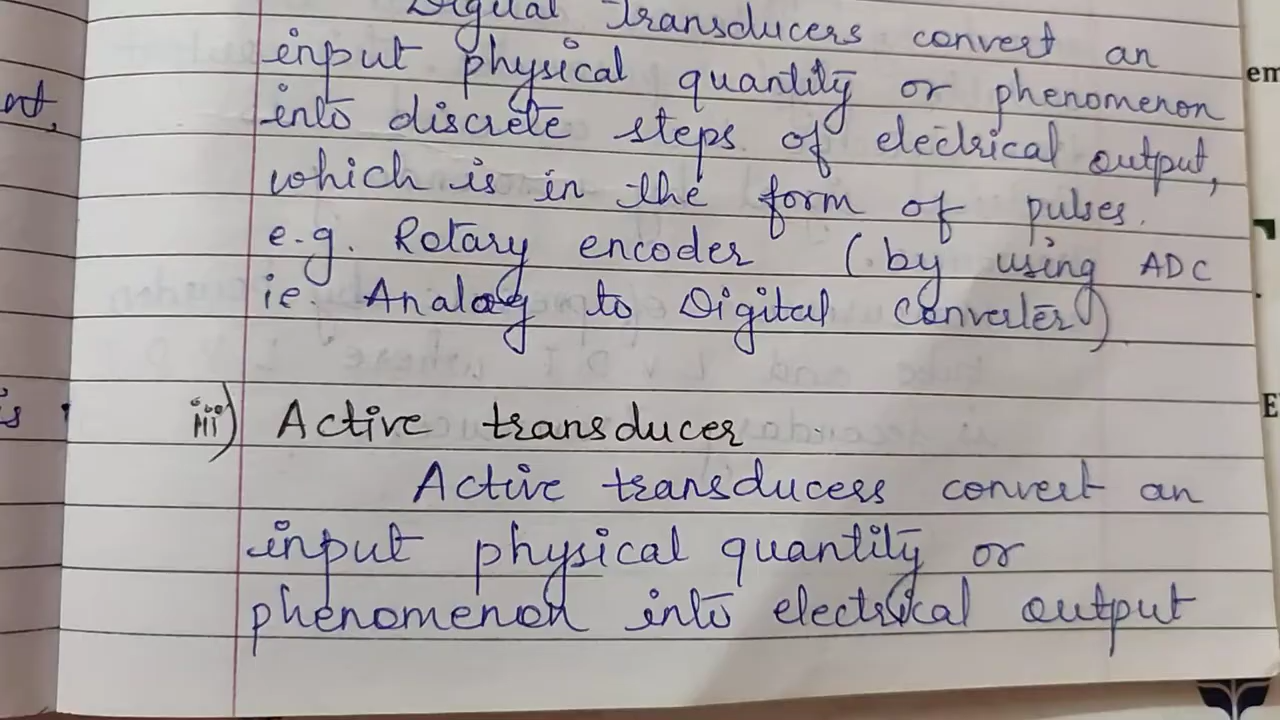 Digital Transducers convert an
input physical quantity or phenomenon
into discrete steps of electrical output,
which is in the form of pulses.
e.g. Rotary encoder (by using ADC
ie Analog to Digital Converter)
iii) Active transducer
Active transducess convert an
input physical quantity or
phenomenon into electrical output